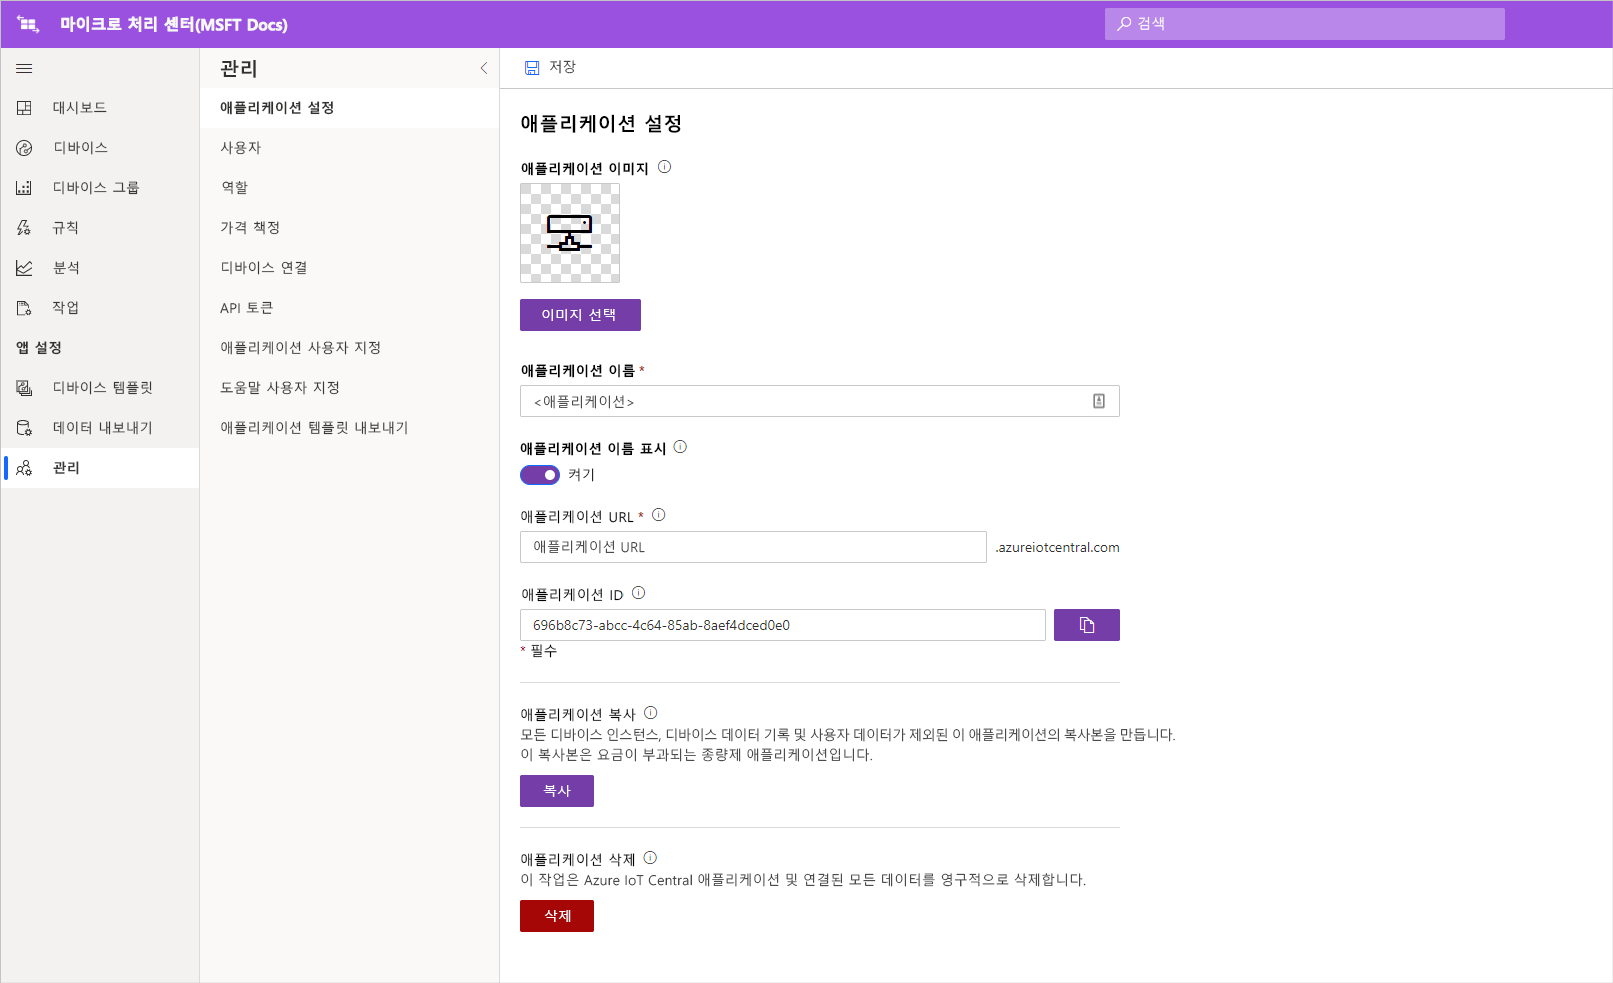 마이크로 처리 센터(MSFT Docs)
검색
대시보드
디바이스
디바이스 그룹
규칙
분석
작업
앱 설정
디바이스 템플릿
데이터 내보내기
관리
관리
애플리케이션 설정
사용자
역할
가격 책정
디바이스 연결
API 토큰
애플리케이션 사용자 지정
도움말 사용자 지정
애플리케이션 템플릿 내보내기
저장
애플리케이션 설정
애플리케이션 이미지
이미지 선택
애플리케이션 이름 *
<애플리케이션>
애플리케이션 이름 표시
켜기
애플리케이션 URL *
애플리케이션 URL
.azureiotcentral.com
애플리케이션 ID
696b8c73-abcc-4c64-85ab-8aef4dced0e0
* 필수
애플리케이션 복사
모든 디바이스 인스턴스, 디바이스 데이터 기록 및 사용자 데이터가 제외된 이 애플리케이션의 복사본을 만듭니다.
이 복사본은 요금이 부과되는 종량제 애플리케이션입니다.
복사
애플리케이션 삭제
이 작업은 Azure IoT Central 애플리케이션 및 연결된 모든 데이터를 영구적으로 삭제합니다.
삭제